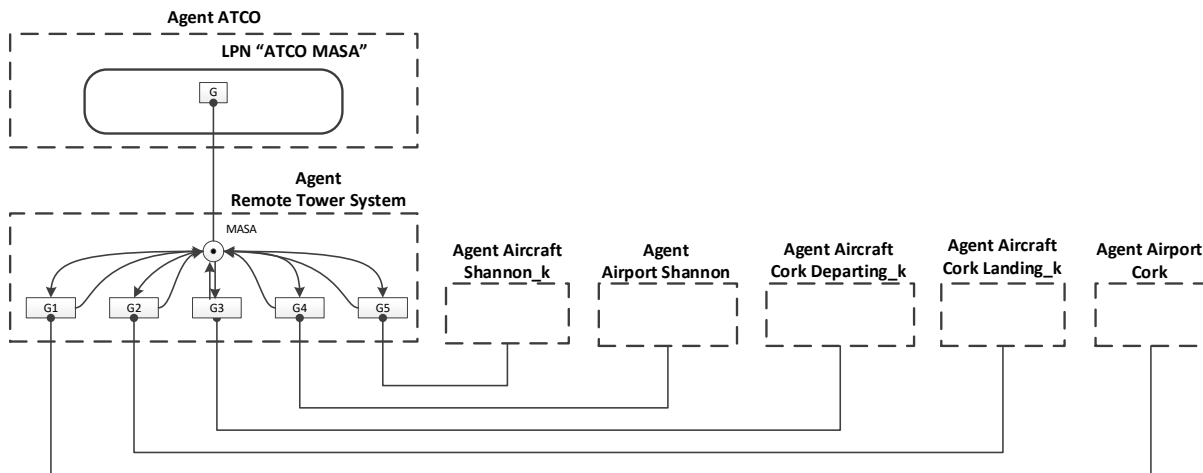 Agent ATCO
LPN “ATCO MASA”
G
Agent
Remote Tower System
MASA
G1
G2
G3
G4
G5
Agent Aircraft
Shannon_k
Agent
Airport Shannon
Agent Aircraft
Cork Departing_k
Agent Aircraft
Cork Landing_k
Agent Airport
Cork